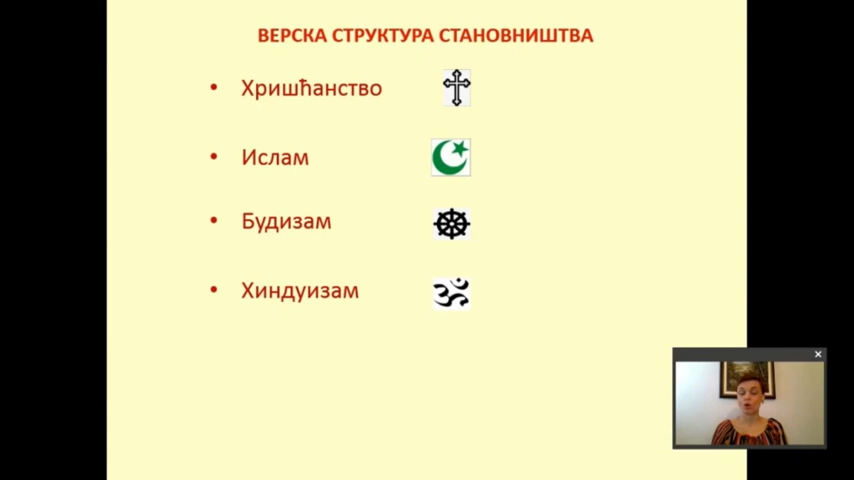 ВЕРСКА СТРУКТУРА СТАНОВНИШТВА
• Хришћанство
• Ислам
• Будизам
• Хиндуизам